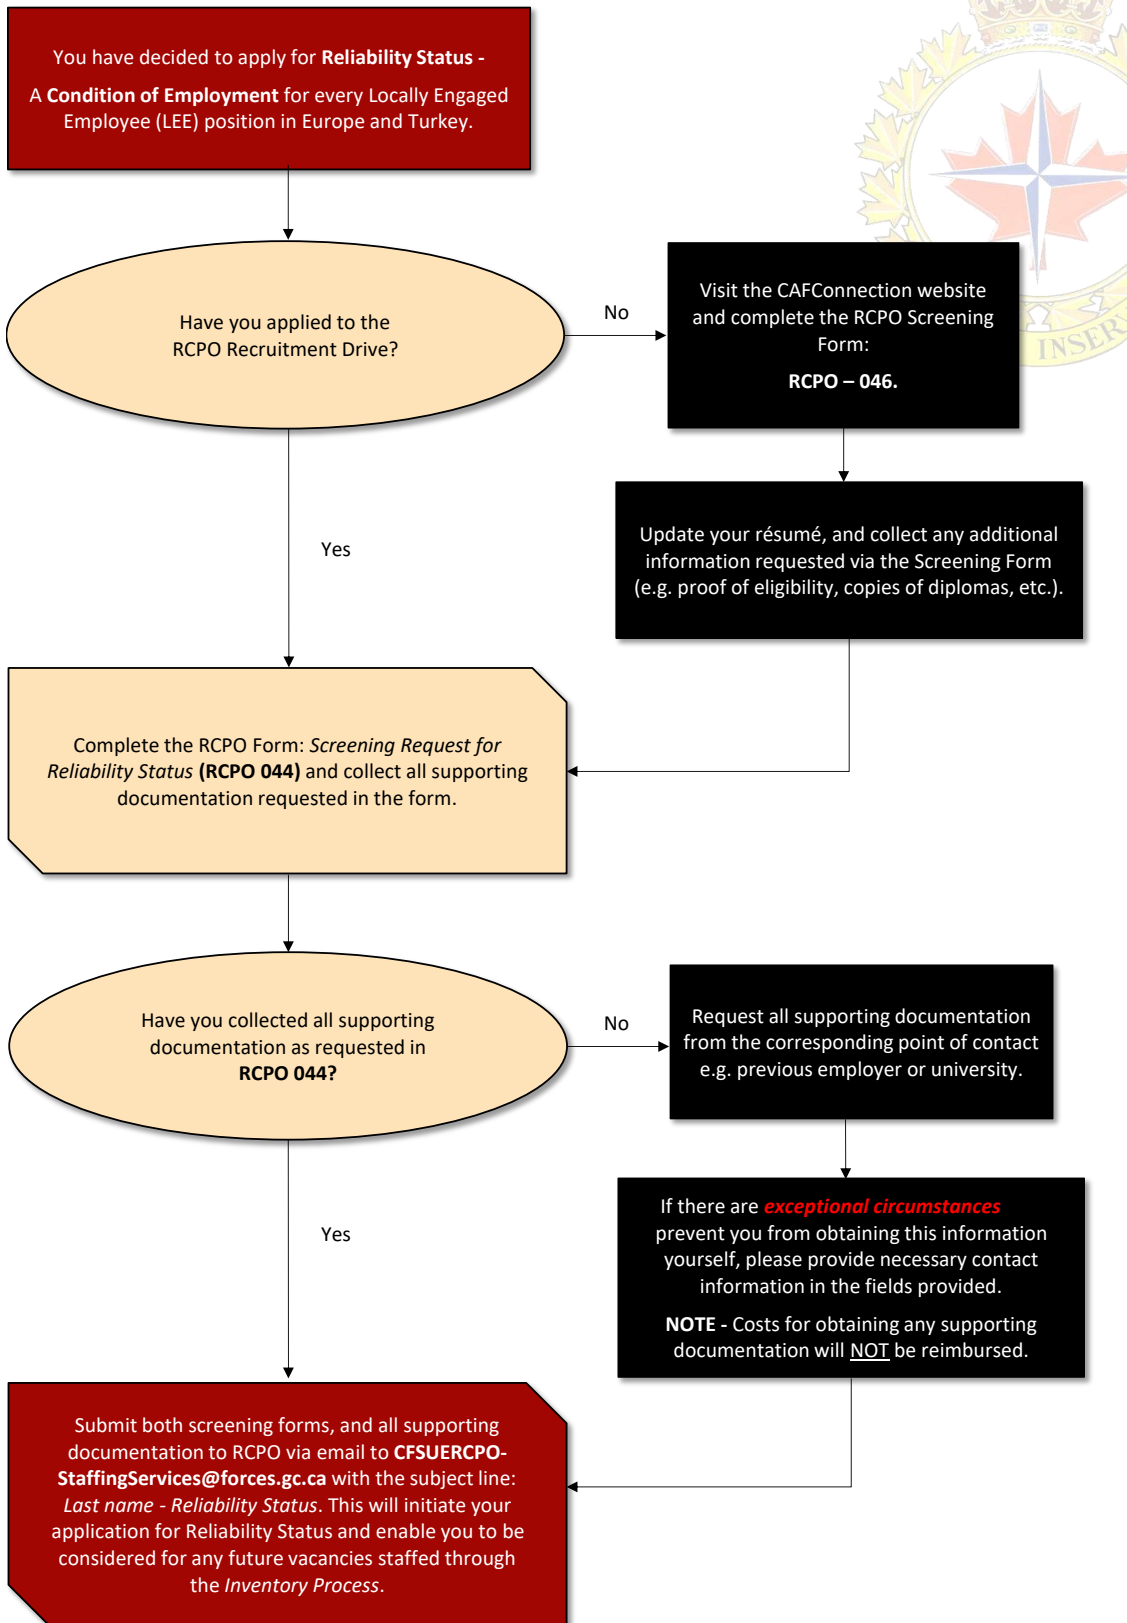 You have decided to apply for Reliability Status -
A Condition of Employment for every Locally Engaged
Employee (LEE) position in Europe and Turkey.
Have you applied to the
RCPO Recruitment Drive?
No
Visit the CAFConnection website
and complete the RCPO Screening
Form:
RCPO – 046.
INSER
Update your résumé, and collect any additional
information requested via the Screening Form
(e.g. proof of eligibility, copies of diplomas, etc.).
Yes
Complete the RCPO Form: Screening Request for
Reliability Status (RCPO 044) and collect all supporting
documentation requested in the form.
Have you collected all supporting
documentation as requested in
RCPO 044?
No
Request all supporting documentation
from the corresponding point of contact
e.g. previous employer or university.
If there are exceptional circumstances
prevent you from obtaining this information
yourself, please provide necessary contact
information in the fields provided.
NOTE - Costs for obtaining any supporting
documentation will NOT be reimbursed.
Yes
Submit both screening forms, and all supporting
documentation to RCPO via email to CFSUERCPO-
StaffingServices@forces.gc.ca with the subject line:
Last name - Reliability Status. This will initiate your
application for Reliability Status and enable you to be
considered for any future vacancies staffed through
the Inventory Process.